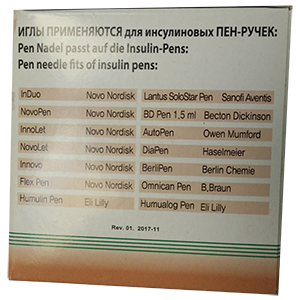 ИГЛЫ ПРИМЕНЯЮТСЯ для инсулиновых ПЕН-РУЧЕК:
Pen Nadel passt auf die Insulin-Pens:
Pen needle fits of insulin pens:
InDuo Novo Nordisk Lantus SoloStar Pen Sanofi Aventis
NovoPen Novo Nordisk BD Pen 1,5 ml Becton Dickinson
InnoLet Novo Nordisk AutoPen Owen Mumford
NovoLet Novo Nordisk DiaPen Haselmeier
Innovo Novo Nordisk BerliPen Berlin Chemie
Flex Pen Novo Nordisk Omnican Pen B,Braun
Humulin Pen Eli Lilly Humualog Pen Eli Lilly
Rev. 01. 2017-11